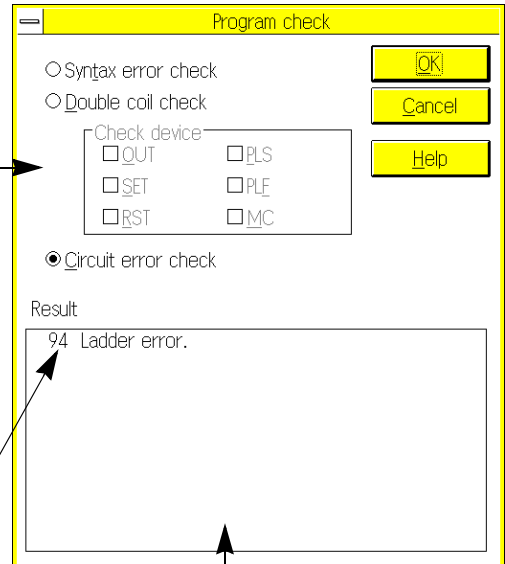 Program check
Syntax error check
OK
Double coil check
Cancel
Check device
OUT
PLS
Help
SET
PLF
RST
MC
Circuit error check
Result
94 Ladder error.